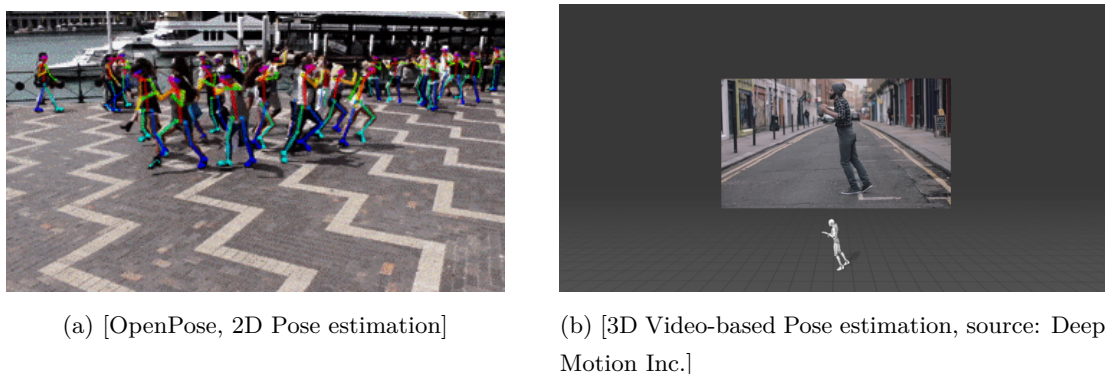 (a) [OpenPose, 2D Pose estimation]
(b) [3D Video-based Pose estimation, source: Deep
Motion Inc.]